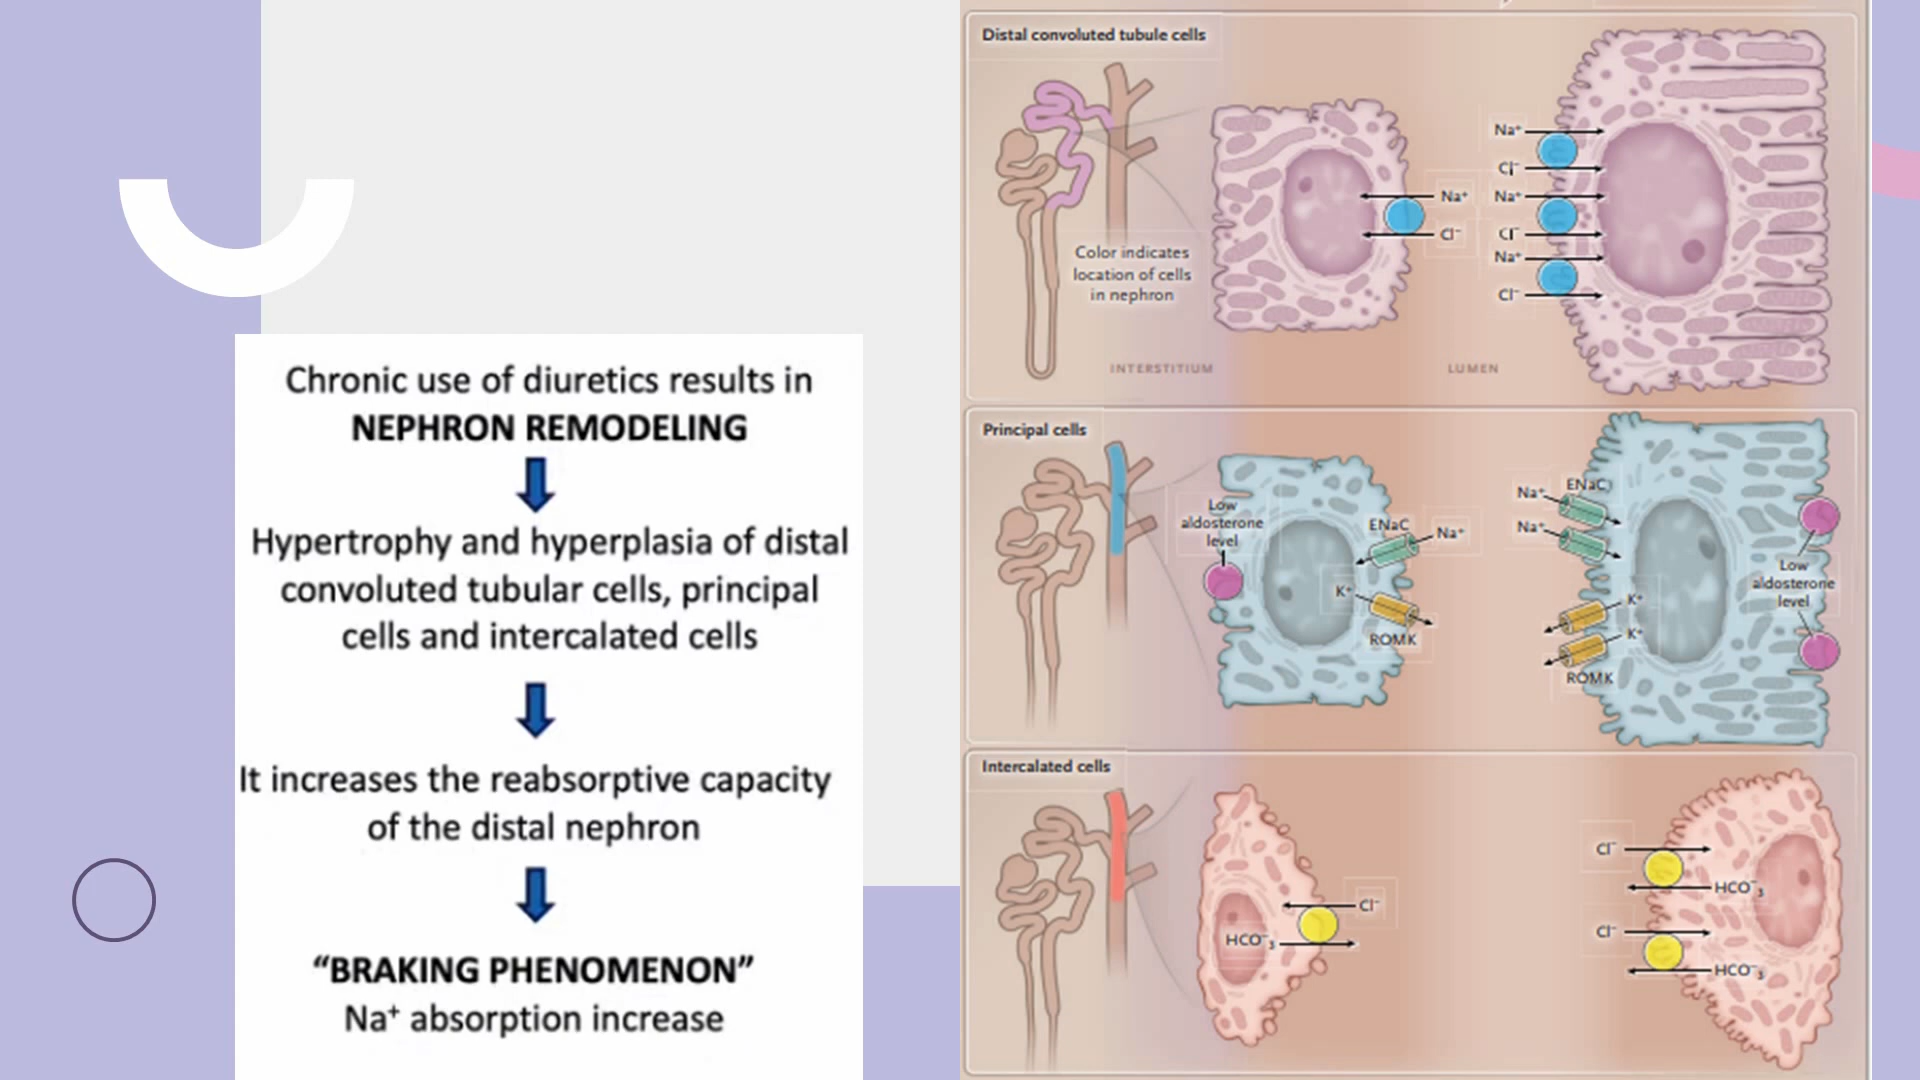 Chronic use of diuretics results in
NEPHRON REMODELING
Hypertrophy and hyperplasia of distal
convoluted tubular cells, principal
cells and intercalated cells
It increases the reabsorptive capacity
of the distal nephron
“BRAKING PHENOMENON”
Na⁺ absorption increase
Distal convoluted tubule cells
Color indicates
location of cells
in nephron
Na⁺
Cl⁻
Na⁺
Cl⁻
Na⁺
Cl⁻
Na⁺
Cl⁻
INTERSTITIUM
LUMEN
Principal cells
Low
aldosterone
level
ENaC
Na⁺
K⁺
ROMK
Na⁺
ENaC
Na⁺
K⁺
K⁺
ROMK
Low
aldosterone
level
Intercalated cells
Cl⁻
HCO⁻₃
Cl⁻
HCO⁻₃
Cl⁻
HCO⁻₃